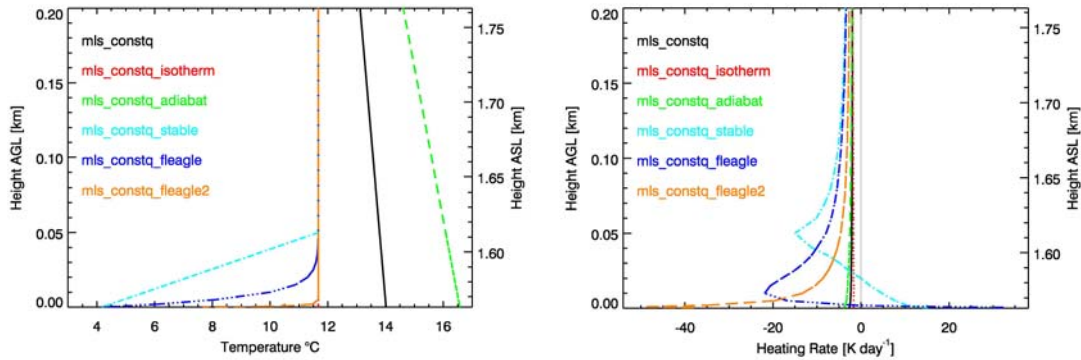 0.20
0.15
0.10
0.05
0.00
Height AGL [km]
mls_constq
mls_constq_isotherm
mls_constq_adiabat
mls_constq_stable
mls_constq_fleagle
mls_constq_fleagle2
1.75
1.70
1.65
1.60
Height ASL [km]
4 6 8 10 12 14 16
Temperature °C
0.20
0.15
0.10
0.05
0.00
Height AGL [km]
mls_constq
mls_constq_isotherm
mls_constq_adiabat
mls_constq_stable
mls_constq_fleagle
mls_constq_fleagle2
1.75
1.70
1.65
1.60
Height ASL [km]
-40 -20 0 20
Heating Rate [K day⁻¹]